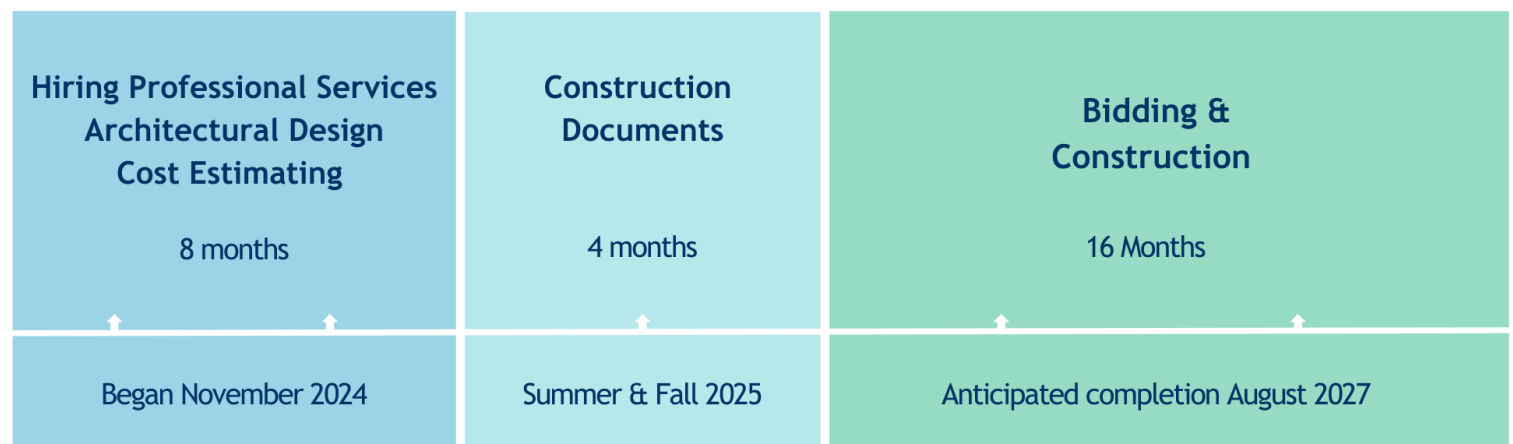 Hiring Professional Services
Architectural Design
Cost Estimating
8 months
Began November 2024
Construction
Documents
4 months
Summer & Fall 2025
Bidding &
Construction
16 Months
Anticipated completion August 2027